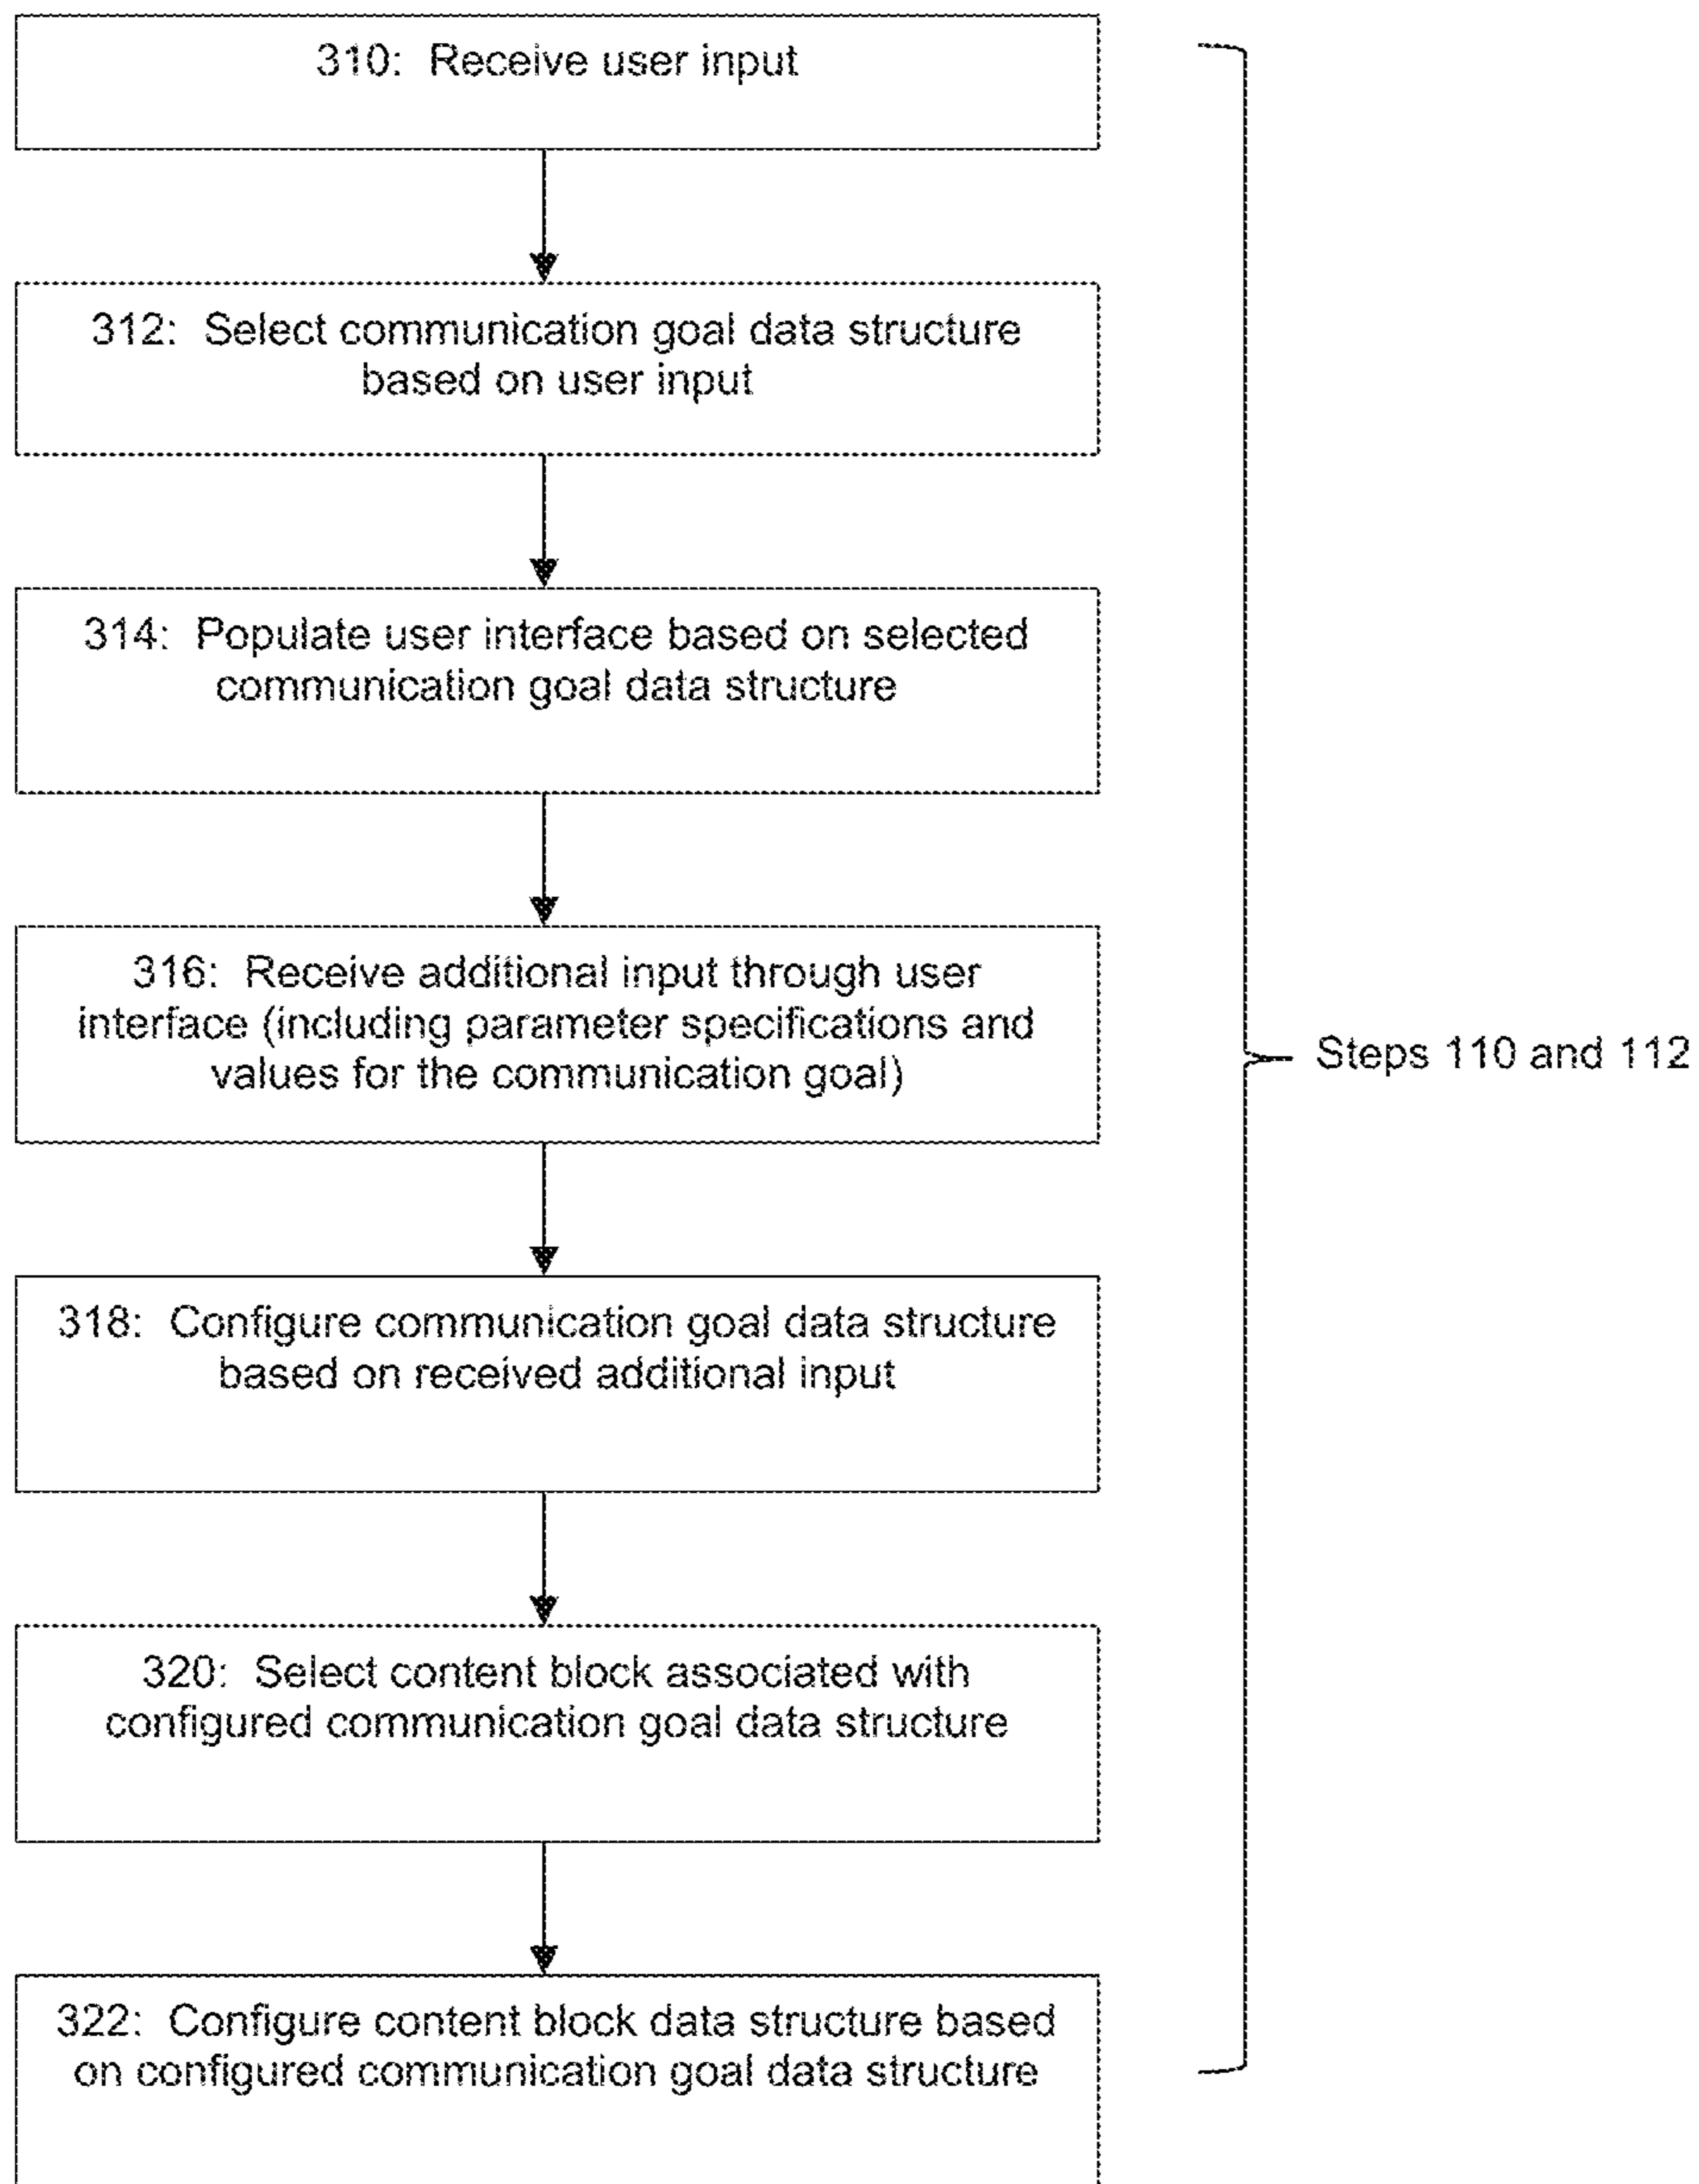 310: Receive user input
312: Select communication goal data structure
based on user input
314: Populate user interface based on selected
communication goal data structure
316: Receive additional input through user
interface (including parameter specifications and
values for the communication goal)
Steps 110 and 112
318: Configure communication goal data structure
based on received additional input
320: Select content block associated with
configured communication goal data structure
322: Configure content block data structure based
on configured communication goal data structure